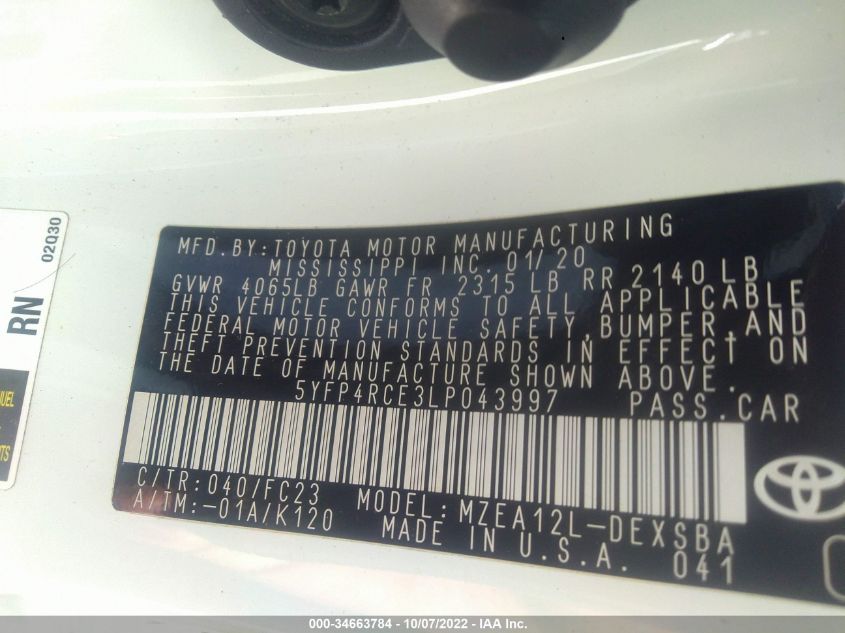 02Q30
RN
NUEL
TS
MFD.BY:TOYOTA MOTOR MANUFACTURING
MISSISSIPPI INC. 01/20
GVWR 4065LB GAWR FR 2315 LB RR 2140 LB
THIS VEHICLE CONFORMS TO ALL APPLICABLE
FEDERAL MOTOR VEHICLE SAFETY,BUMPER,AND
THEFT PREVENTION STANDARDS IN EFFECT ON
THE DATE OF MANUFACTURE SHOWN ABOVE.
5YFP4RCE3LP043997 PASS.CAR
C/TR:040/FC23
A/TM:-01A/K120
MODEL:MZEA12L-DEXSBA
MADE IN U.S.A. 041
000-34663784 - 10/07/2022 - IAA Inc.